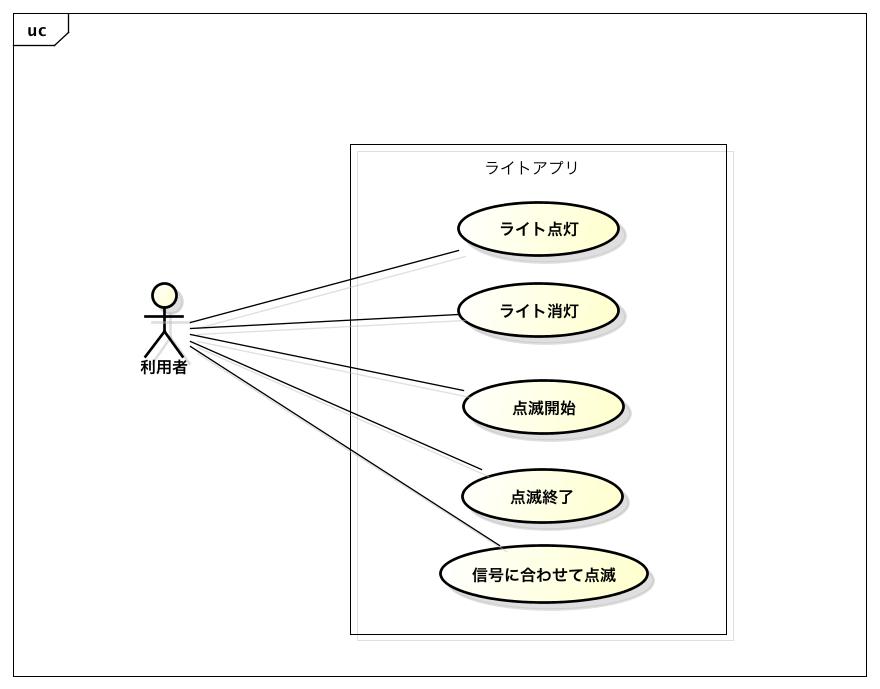 uc
ライトアプリ
ライト点灯
ライト消灯
利用者
点滅開始
点滅終了
信号に合わせて点滅